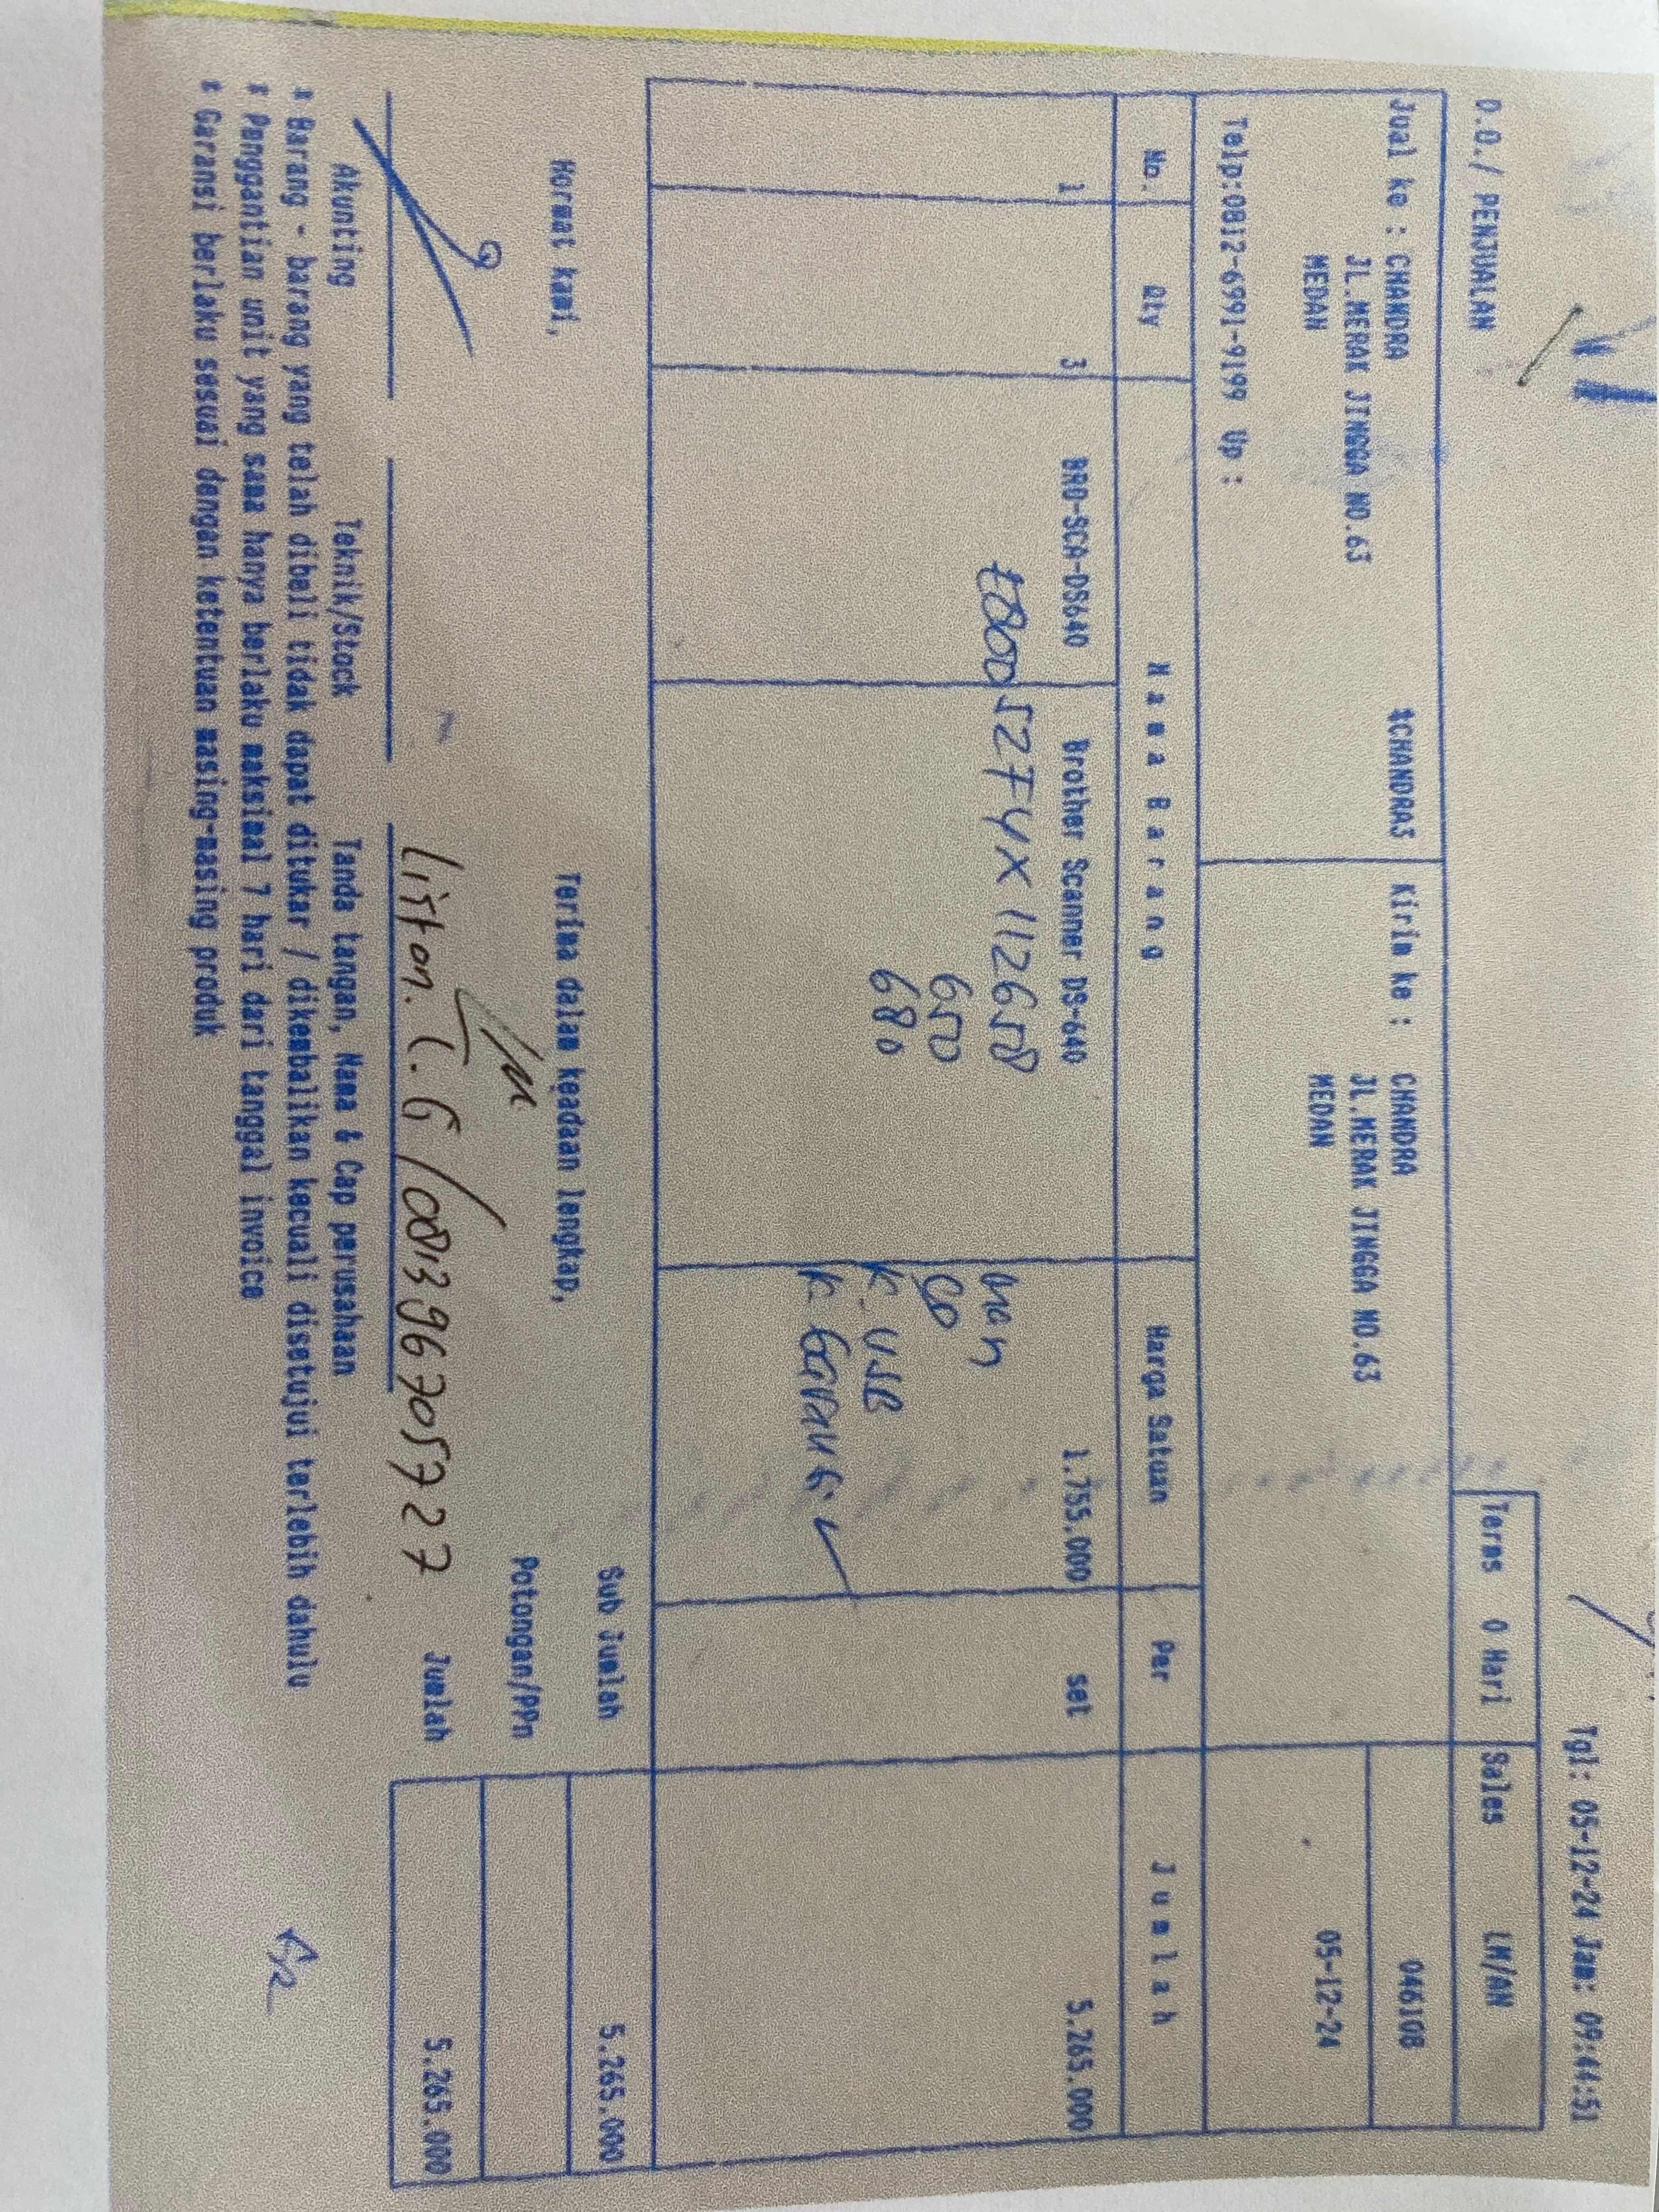 Tgl: 05-12-24 Jam: 09:44:51
D.O./ PENJUALAN
Terms 0 Hari Sales LM/AN
Jual ke : CHANDRA $CHANDRAS Kirim ke : CHANDRA 046108
JL.MERAK JINGGA NO.63 JL.MERAK JINGGA NO.63
MEDAN MEDAN 05-12-24
Telp:0812-6991-9199 Up :
No. Qty Nama Barang Harga Satuan Per Jumlah
1 3 BRO-SCA-DS640 Brother Scanner DS-640 1.755.000 set 5.265.000
CD
650
K. USB
680
Sub Jumlah 5.265.000
Hormat kami, Terima dalam keadaan lengkap,
Potongan/PPn
Jumlah 5.265.000
Akunting Teknik/Stock Tanda tangan, Nama & Cap perusahaan
* Barang - barang yang telah dibeli tidak dapat ditukar / dikembalikan kecuali disetujui terlebih dahulu
* Penggantian unit yang sama hanya berlaku maksimal 7 hari dari tanggal invoice
* Garansi berlaku sesuai dengan ketentuan masing-masing produk